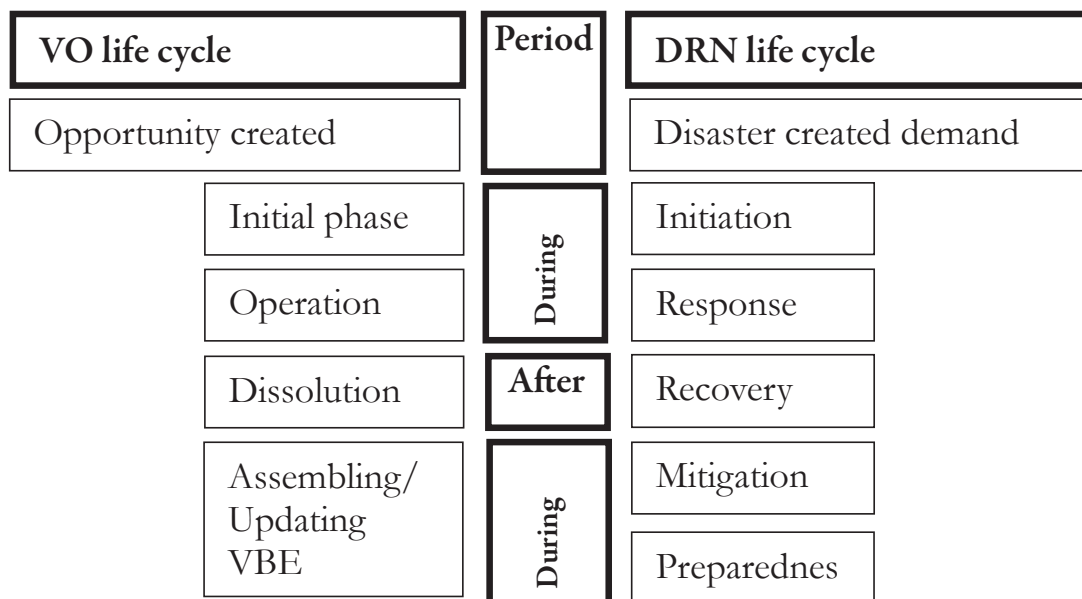 VO life cycle
Period
DRN life cycle
Opportunity created
Disaster created demand
Initial phase
During
Initiation
Operation
Response
Dissolution
After
Recovery
Assembling/
Updating
VBE
During
Mitigation
Preparednes